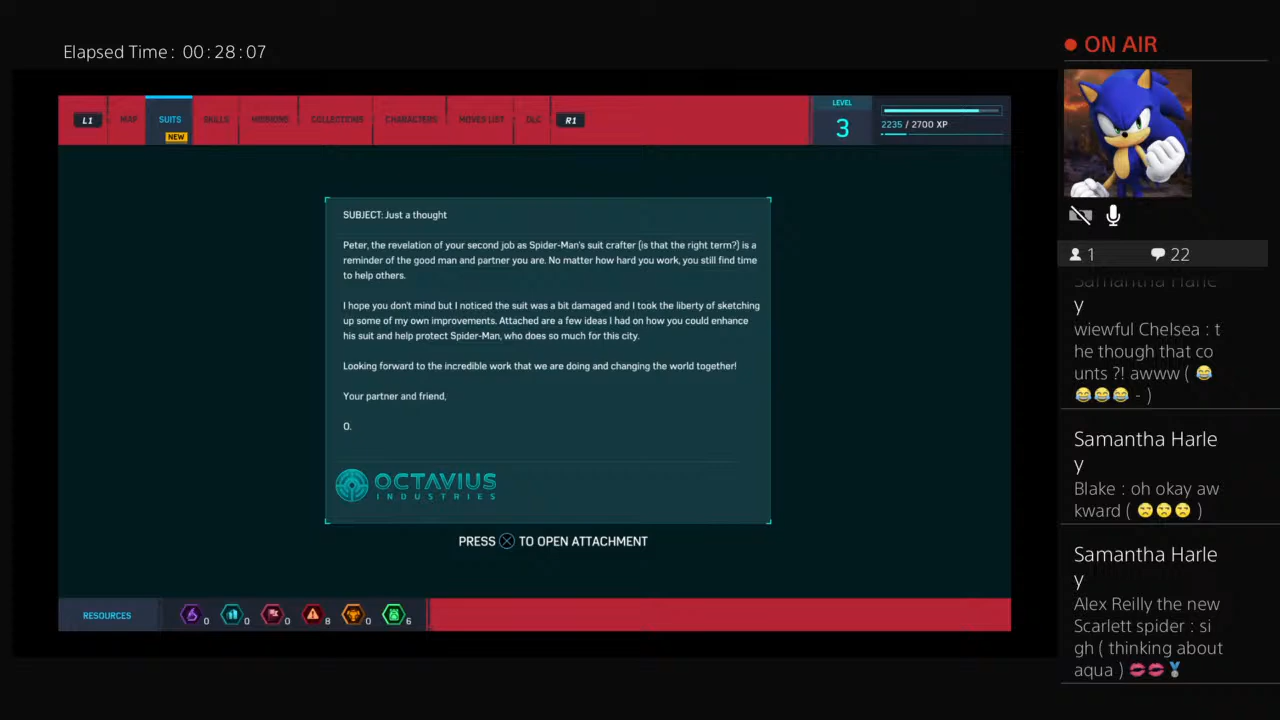 Elapsed Time: 00:28:07
ON AIR
L1 MAP SUITS SKILLS MISSIONS COLLECTIONS CHARACTERS MOVES LIST DLC R1
NEW
LEVEL
3
2235 / 2700 XP
SUBJECT: Just a thought
Peter, the revelation of your second job as Spider-Man's suit crafter (is that the right term?) is a
reminder of the good man and partner you are. No matter how hard you work, you still find time
to help others.
I hope you don't mind but I noticed the suit was a bit damaged and I took the liberty of sketching
up some of my own improvements. Attached are a few ideas I had on how you could enhance
his suit and help protect Spider-Man, who does so much for this city.
Looking forward to the incredible work that we are doing and changing the world together!
Your partner and friend,
O.
OCTAVIUS
INDUSTRIES
PRESS TO OPEN ATTACHMENT
RESOURCES 0 0 0 8 0 6
1 22
Samantha Harle
y
wiewful Chelsea : t
he though that co
unts ?! awww ( 😂
😂😂😂 - )
Samantha Harle
y
Blake : oh okay aw
kward ( 😒😒😒 )
Samantha Harle
y
Alex Reilly the new
Scarlett spider : si
gh ( thinking about
aqua ) 💋💋🏅